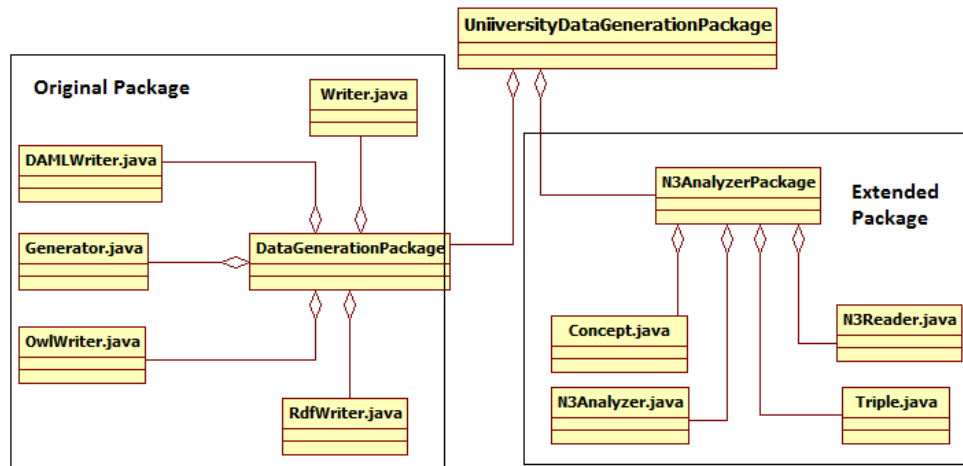 UniiversityDataGenerationPackage
Original Package
Writer.java
DAMLWriter.java
Generator.java
DataGenerationPackage
OwlWriter.java
RdfWriter.java
N3AnalyzerPackage
Extended
Package
Concept.java
N3Reader.java
N3Analyzer.java
Triple.java